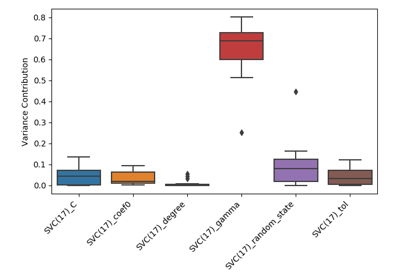 Variance Contribution
0.8
0.7
0.6
0.5
0.4
0.3
0.2
0.1
0.0
SVC(17)_C
SVC(17)_coef0
SVC(17)_degree
SVC(17)_gamma
SVC(17)_random_state
SVC(17)_tol